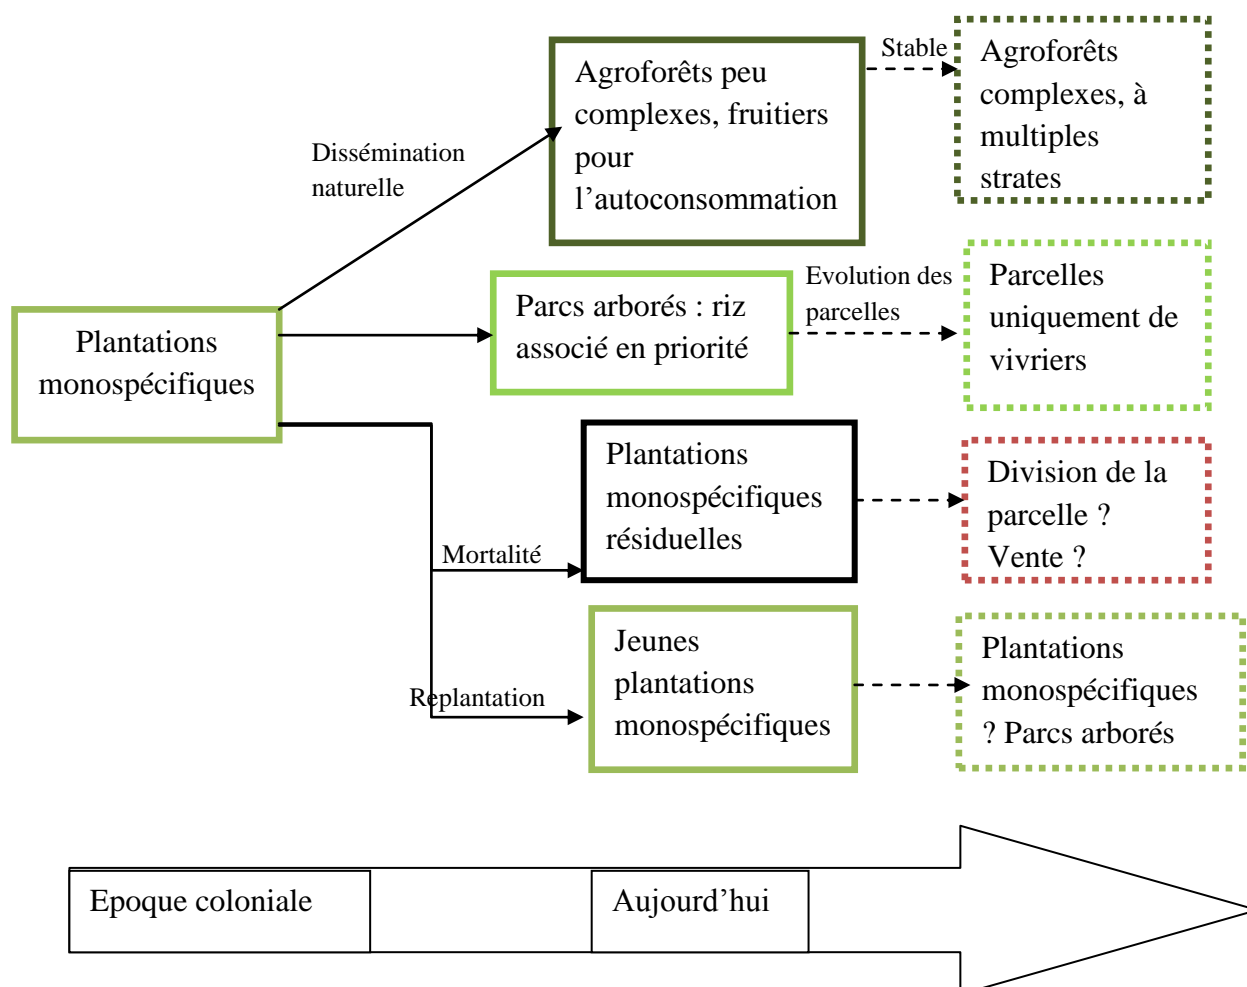 Stable
Agroforêts peu
complexes, fruitiers
pour
l’autoconsommation
Agroforêts
complexes, à
multiples
strates
Dissémination
naturelle
Evolution des
parcelles
Parcs arborés : riz
associé en priorité
Parcelles
uniquement de
vivriers
Plantations
monospécifiques
Plantations
monospécifiques
résiduelles
Division de la
parcelle ?
Vente ?
Mortalité
Jeunes
plantations
monospécifiques
Plantations
monospécifiques
? Parcs arborés
Replantation
Epoque coloniale
Aujourd’hui